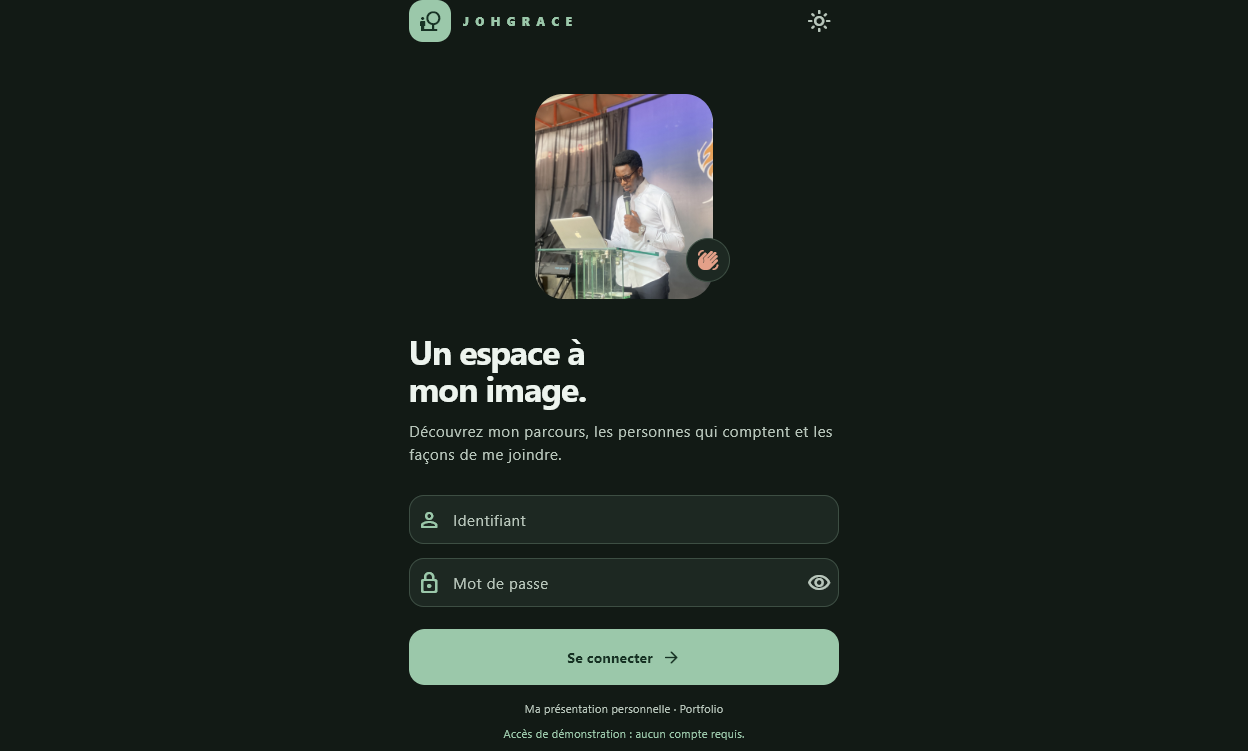 JOHGRACE
Un espace à
mon image.
Découvrez mon parcours, les personnes qui comptent et les
façons de me joindre.
Identifiant
Mot de passe
Se connecter
Ma présentation personnelle · Portfolio
Accès de démonstration : aucun compte requis.